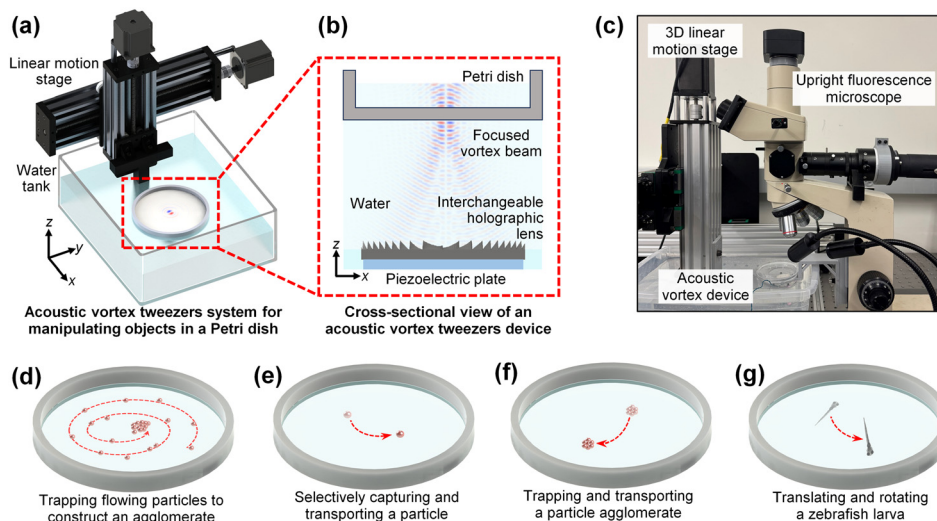 (a)
Linear motion
stage
Water
tank
z
y
x
Acoustic vortex tweezers system for
manipulating objects in a Petri dish
(b)
Petri dish
Focused
vortex beam
Water
Interchangeable
holographic
lens
z
x
Piezoelectric plate
Cross-sectional view of an
acoustic vortex tweezers device
(c)
3D linear
motion stage
Upright fluorescence
microscope
Acoustic
vortex device
(d)
Trapping flowing particles to
construct an agglomerate
(e)
Selectively capturing and
transporting a particle
(f)
Trapping and transporting
a particle agglomerate
(g)
Translating and rotating
a zebrafish larva